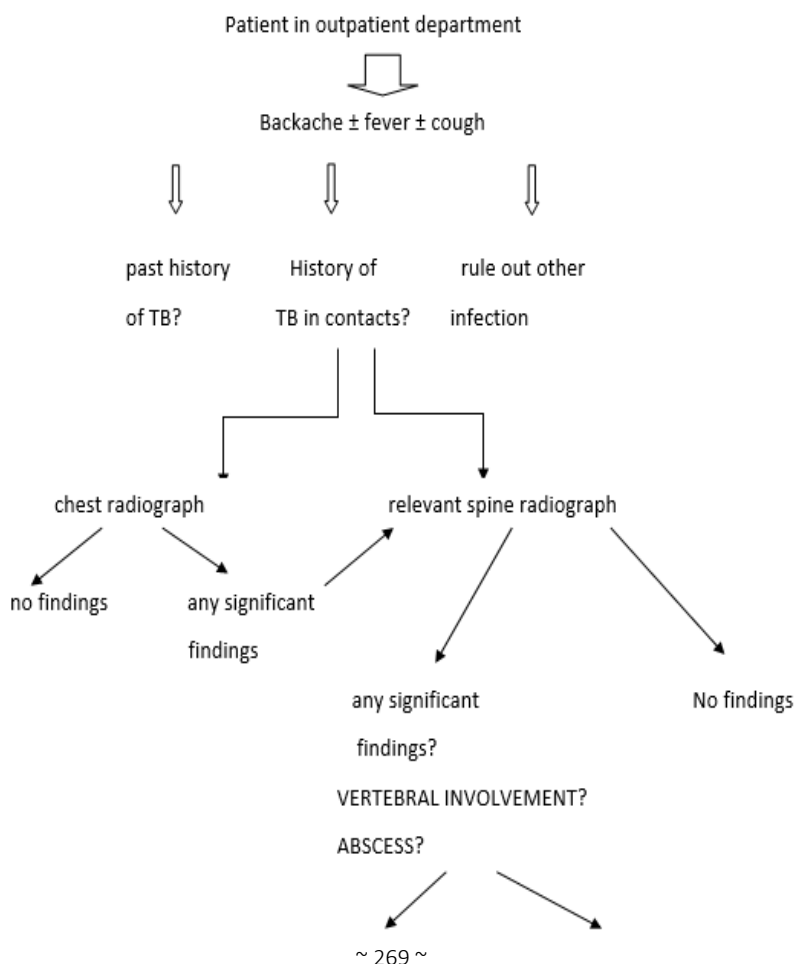 Patient in outpatient department
Backache ± fever ± cough
past history
of TB?
History of
TB in contacts?
rule out other
infection
chest radiograph
relevant spine radiograph
no findings
any significant
findings
any significant
findings?
VERTEBRAL INVOLVEMENT?
ABSCESS?
No findings
~ 269 ~